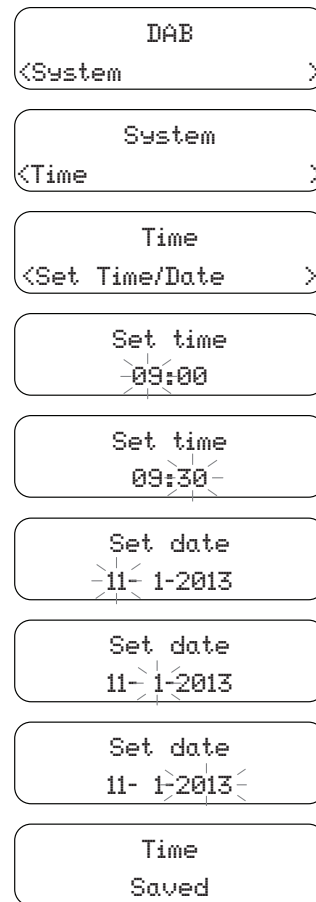 DAB
<System >
System
<Time >
Time
<Set Time/Date >
Set time
09:00
Set time
09:30
Set date
11- 1-2013
Set date
11- 1-2013
Set date
11- 1-2013
Time
Saved